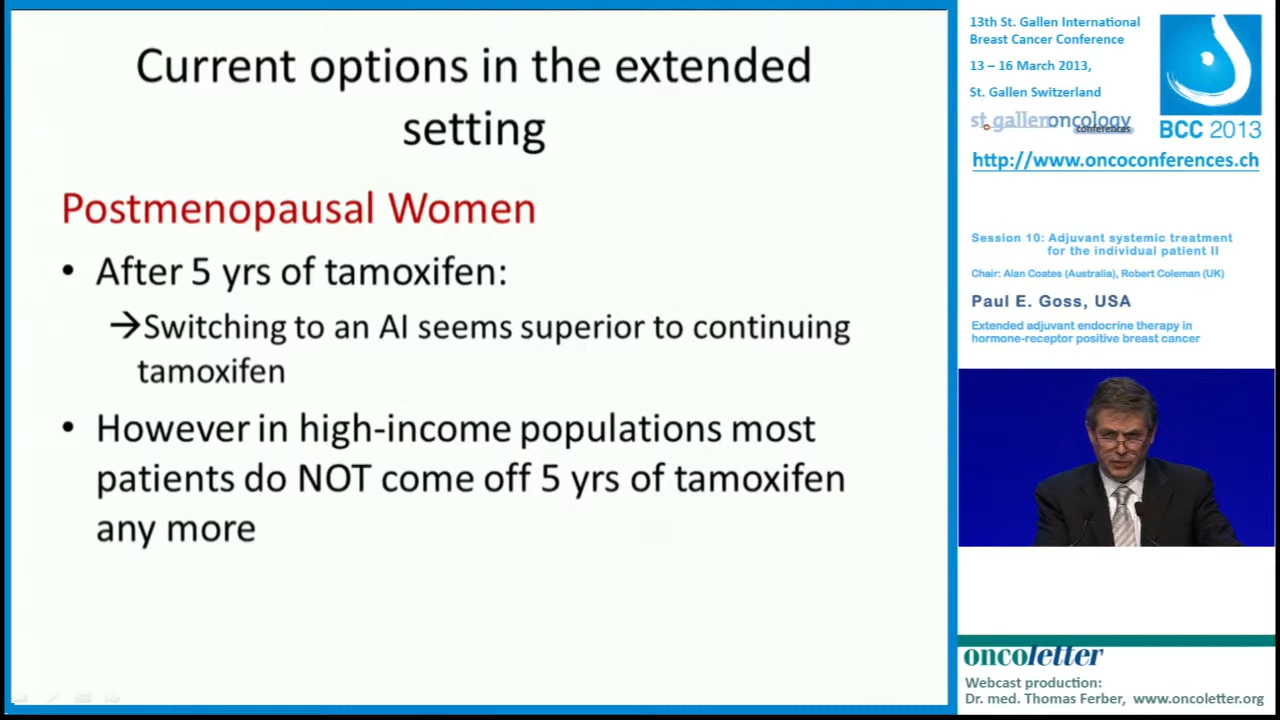 Current options in the extended
setting
Postmenopausal Women
• After 5 yrs of tamoxifen:
→Switching to an AI seems superior to continuing
tamoxifen
• However in high-income populations most
patients do NOT come off 5 yrs of tamoxifen
any more
13th St. Gallen International
Breast Cancer Conference
13 – 16 March 2013,
St. Gallen Switzerland
st.gallenoncology
conferences
BCC 2013
http://www.oncoconferences.ch
Session 10: Adjuvant systemic treatment
for the individual patient II
Chair: Alan Coates (Australia), Robert Coleman (UK)
Paul E. Goss, USA
Extended adjuvant endocrine therapy in
hormone-receptor positive breast cancer
oncoletter
Webcast production:
Dr. med. Thomas Ferber, www.oncoletter.org